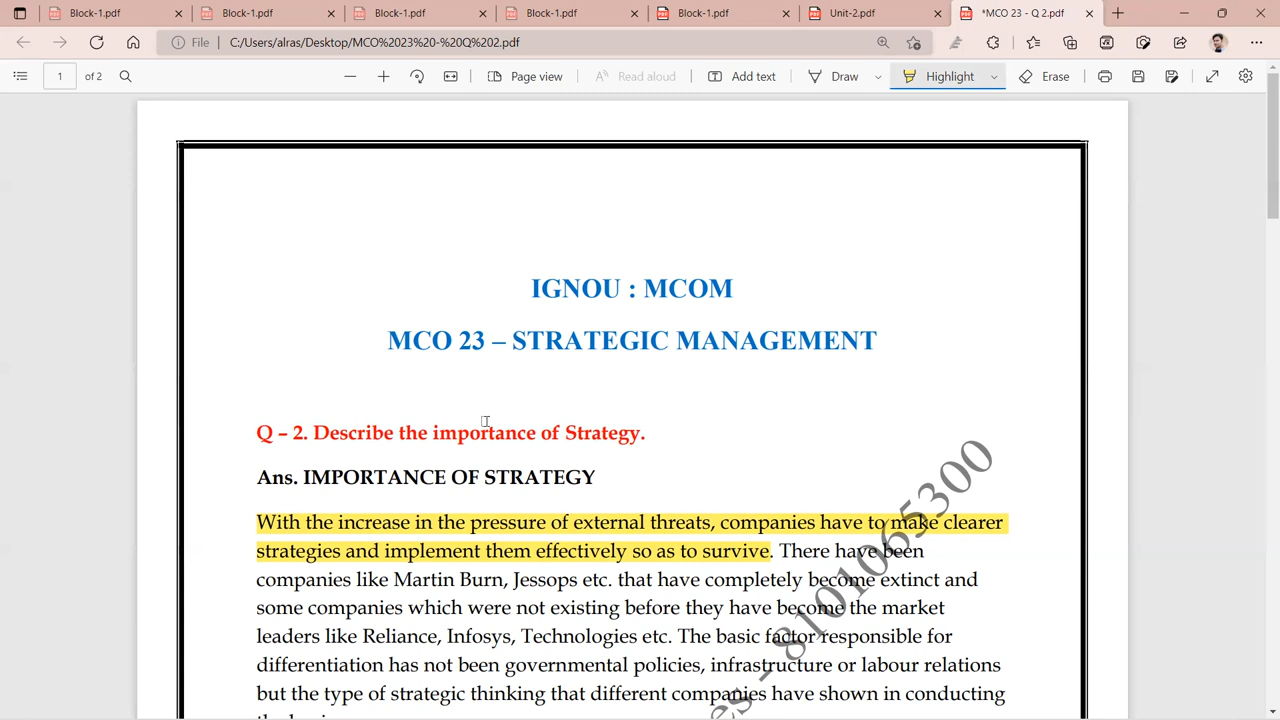 Block-1.pdf
Block-1.pdf
Block-1.pdf
Block-1.pdf
Block-1.pdf
Unit-2.pdf
*MCO 23 - Q 2.pdf
File
C:/Users/alras/Desktop/MCO%2023%20-%20Q%202.pdf
1 of 2
Page view
Read aloud
Add text
Draw
Highlight
Erase
IGNOU : MCOM
MCO 23 – STRATEGIC MANAGEMENT
Q – 2. Describe the importance of Strategy.
Ans. IMPORTANCE OF STRATEGY
With the increase in the pressure of external threats, companies have to make clearer
strategies and implement them effectively so as to survive. There have been
companies like Martin Burn, Jessops etc. that have completely become extinct and
some companies which were not existing before they have become the market
leaders like Reliance, Infosys, Technologies etc. The basic factor responsible for
differentiation has not been governmental policies, infrastructure or labour relations
but the type of strategic thinking that different companies have shown in conducting
es – 8101065300